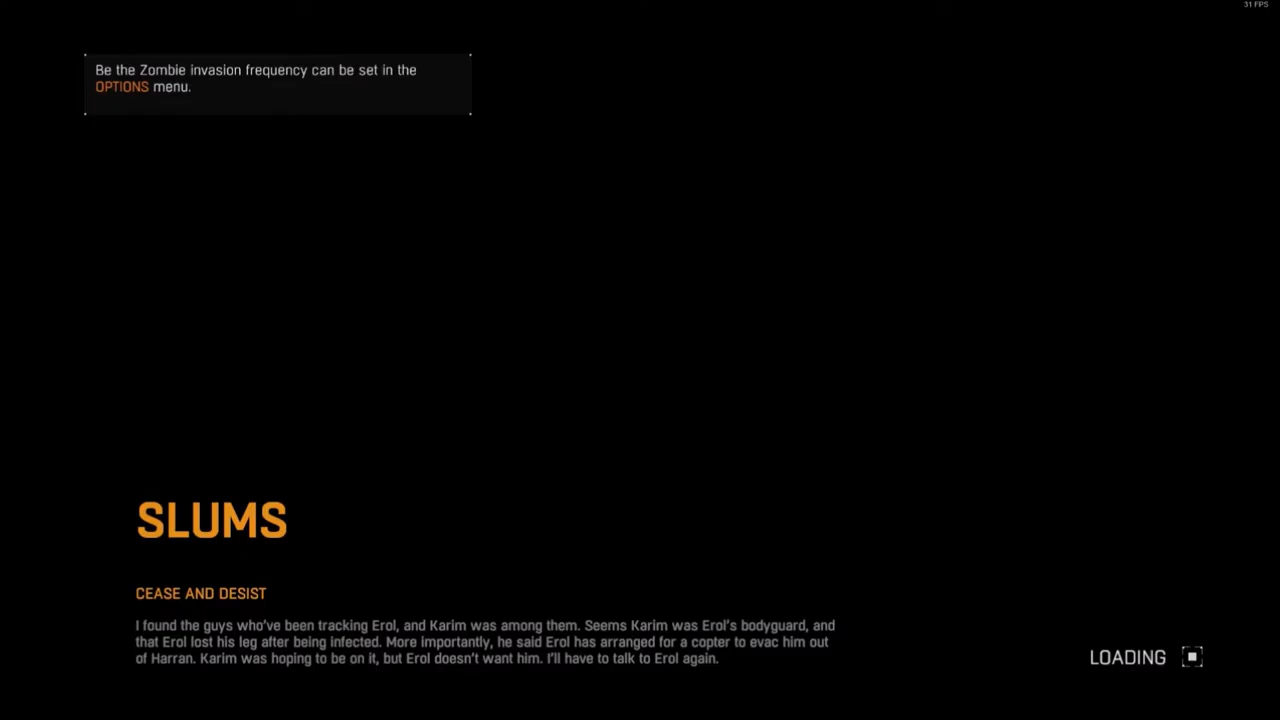 31 FPS
Be the Zombie invasion frequency can be set in the
OPTIONS menu.
SLUMS
CEASE AND DESIST
I found the guys who've been tracking Erol, and Karim was among them. Seems Karim was Erol's bodyguard, and
that Erol lost his leg after being infected. More importantly, he said Erol has arranged for a copter to evac him out
of Harran. Karim was hoping to be on it, but Erol doesn't want him. I'll have to talk to Erol again.
LOADING